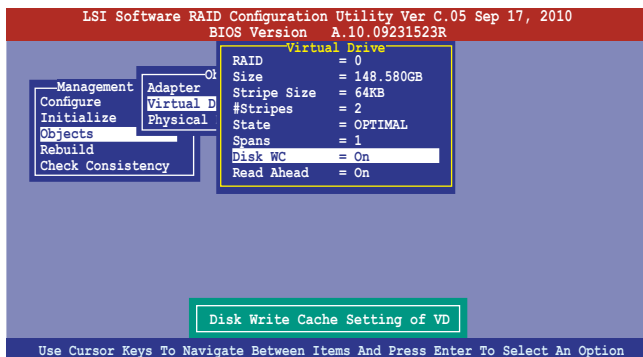 LSI Software RAID Configuration Utility Ver C.05 Sep 17, 2010
BIOS Version A.10.09231523R
Management
Configure
Initialize
Objects
Rebuild
Check Consistency
Ob
Adapter
Virtual D
Physical
Virtual Drive
RAID = 0
Size = 148.580GB
Stripe Size = 64KB
#Stripes = 2
State = OPTIMAL
Spans = 1
Disk WC = On
Read Ahead = On
Disk Write Cache Setting of VD
Use Cursor Keys To Navigate Between Items And Press Enter To Select An Option